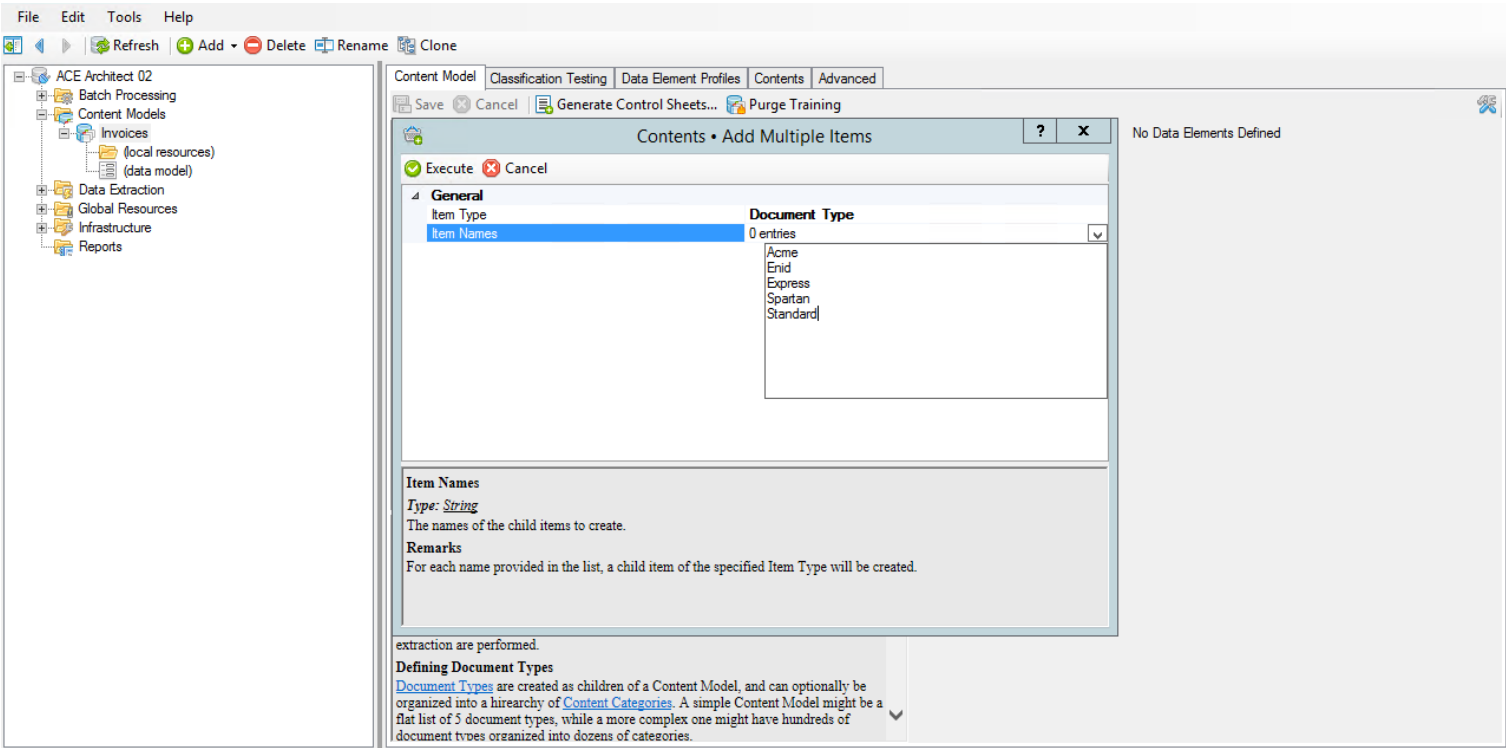 File Edit Tools Help
Refresh Add Delete Rename Clone
ACE Architect 02
Batch Processing
Content Models
Invoices
(local resources)
(data model)
Data Extraction
Global Resources
Infrastructure
Reports
Content Model Classification Testing Data Element Profiles Contents Advanced
Save Cancel Generate Control Sheets... Purge Training
Contents • Add Multiple Items ? X
No Data Elements Defined
Execute Cancel
General
Item Type Document Type
Item Names 0 entries
Acme
Enid
Express
Spartan
Standard
Item Names
Type: String
The names of the child items to create.
Remarks
For each name provided in the list, a child item of the specified Item Type will be created.
extraction are performed.
Defining Document Types
Document Types are created as children of a Content Model, and can optionally be
organized into a hirearchy of Content Categories. A simple Content Model might be a
flat list of 5 document types, while a more complex one might have hundreds of
document types organized into dozens of categories.